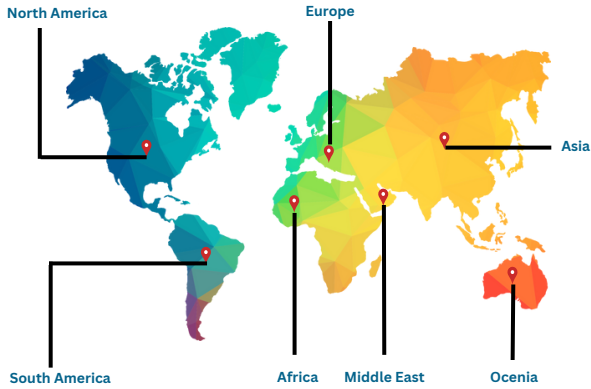 North America
Europe
Asia
South America
Africa
Middle East
Ocenia